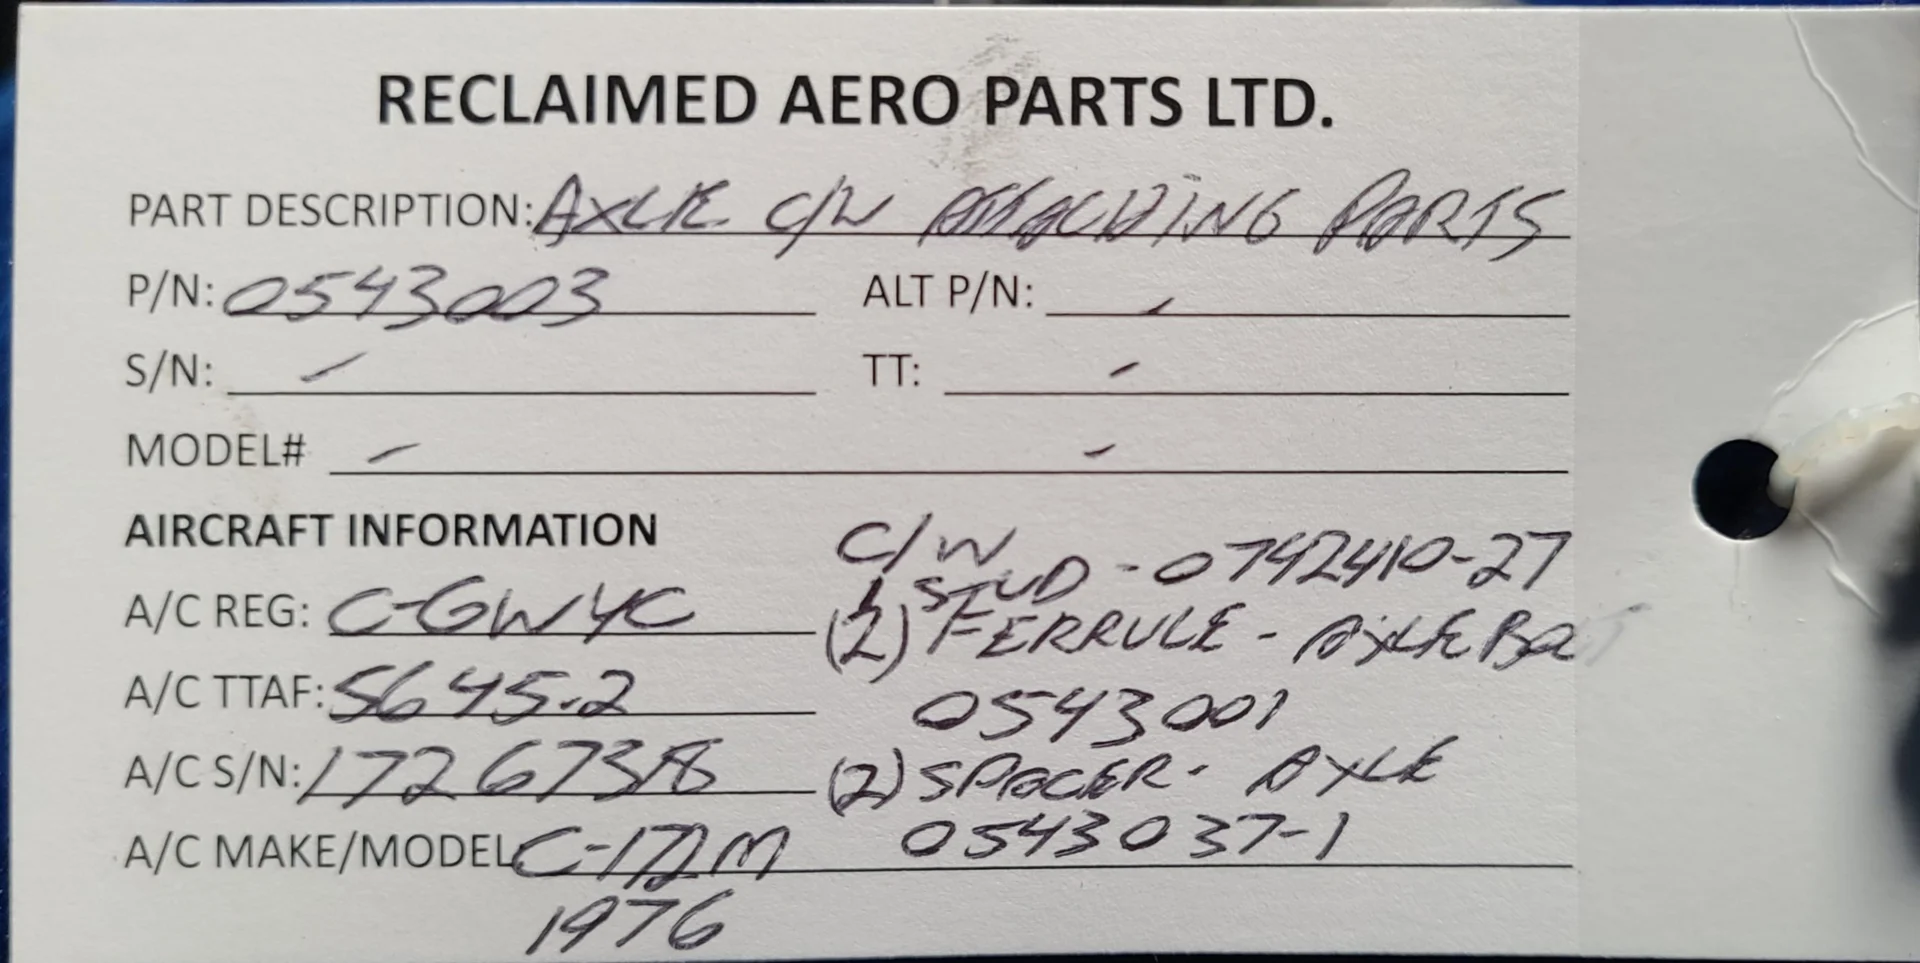 RECLAIMED AERO PARTS LTD.
PART DESCRIPTION: AXLE C/W ATTACHING PARTS
P/N: 0543003 ALT P/N: -
S/N: - TT: -
MODEL# - -
AIRCRAFT INFORMATION
C/W
STUD - 0742410-27
A/C REG: C-GWYC
(2) FERRULE - AXLE
A/C TTAF: 5645.2
0543001
A/C S/N: 17267318
(2) SPACER - AXLE
A/C MAKE/MODEL C-172M
0543037-1
1976